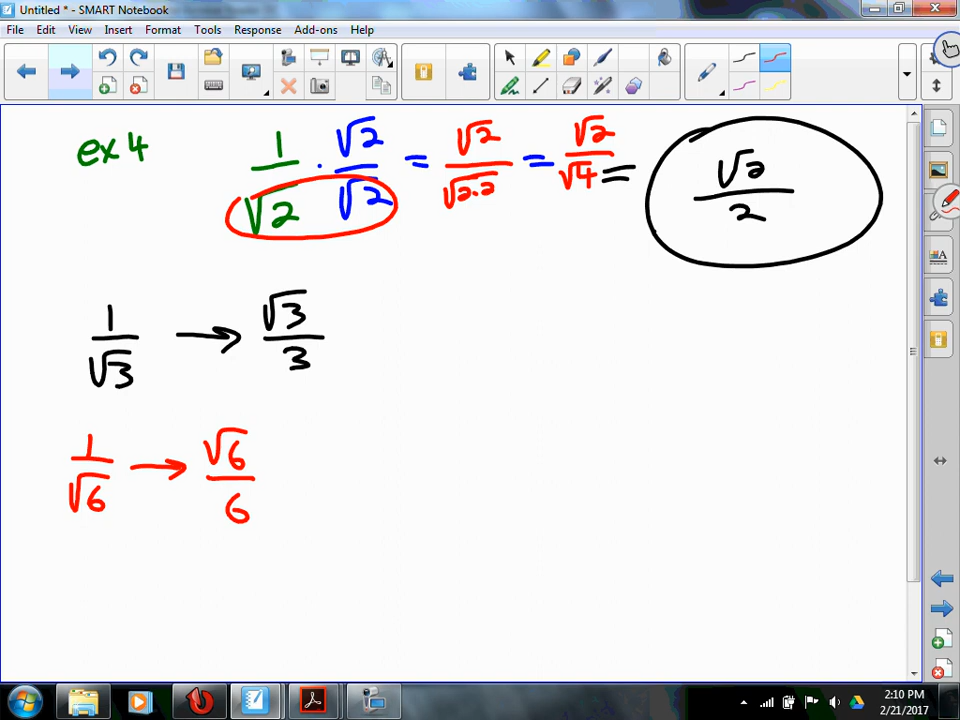 Untitled * - SMART Notebook
File Edit View Insert Format Tools Response Add-ons Help
ex 4
1/√2 · √2/√2 = √2/√2·2 = √2/√4 = √2/2
1/√3 → √3/3
1/√6 → √6/6
2:10 PM
2/21/2017